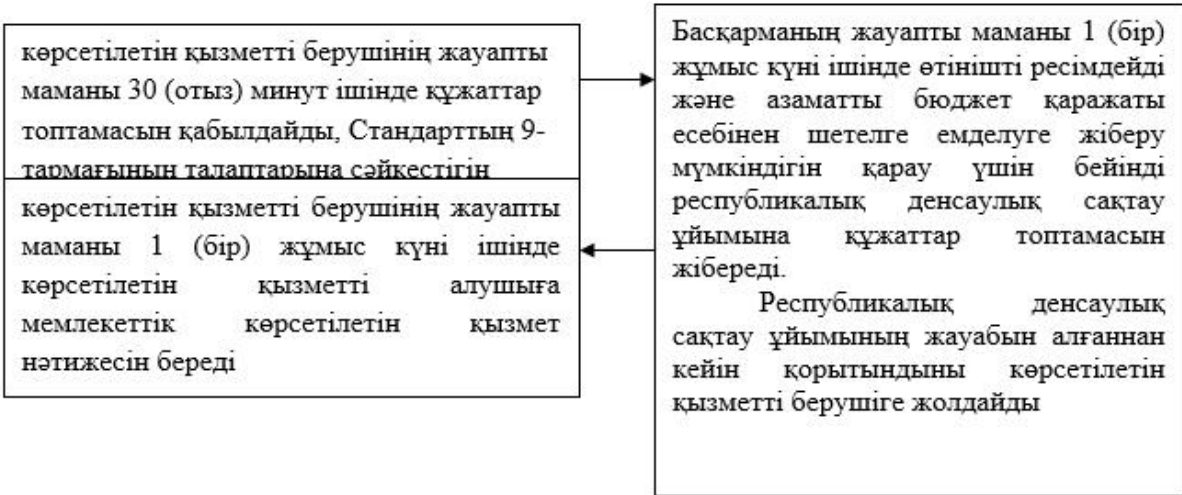 көрсетілетін қызметті берушінің жауапты
маманы 30 (отыз) минут ішінде құжаттар
топтамасын қабылдайды, Стандарттың 9-
тармағының талаптарына сәйкестігін
көрсетілетін қызметті берушінің жауапты
маманы 1 (бір) жұмыс күні ішінде
көрсетілетін қызметті алушыға
мемлекеттік көрсетілетін қызмет
нәтижесін береді
Басқарманың жауапты маманы 1 (бір)
жұмыс күні ішінде өтінішті ресімдейді
және азаматты бюджет қаражаты
есебінен шетелге емделуге жіберу
мүмкіндігін қарау үшін бейінді
республикалық денсаулық сақтау
ұйымына құжаттар топтамасын
жібереді.
Республикалық денсаулық
сақтау ұйымының жауабын алғаннан
кейін қорытындыны көрсетілетін
қызметті берушіге жолдайды